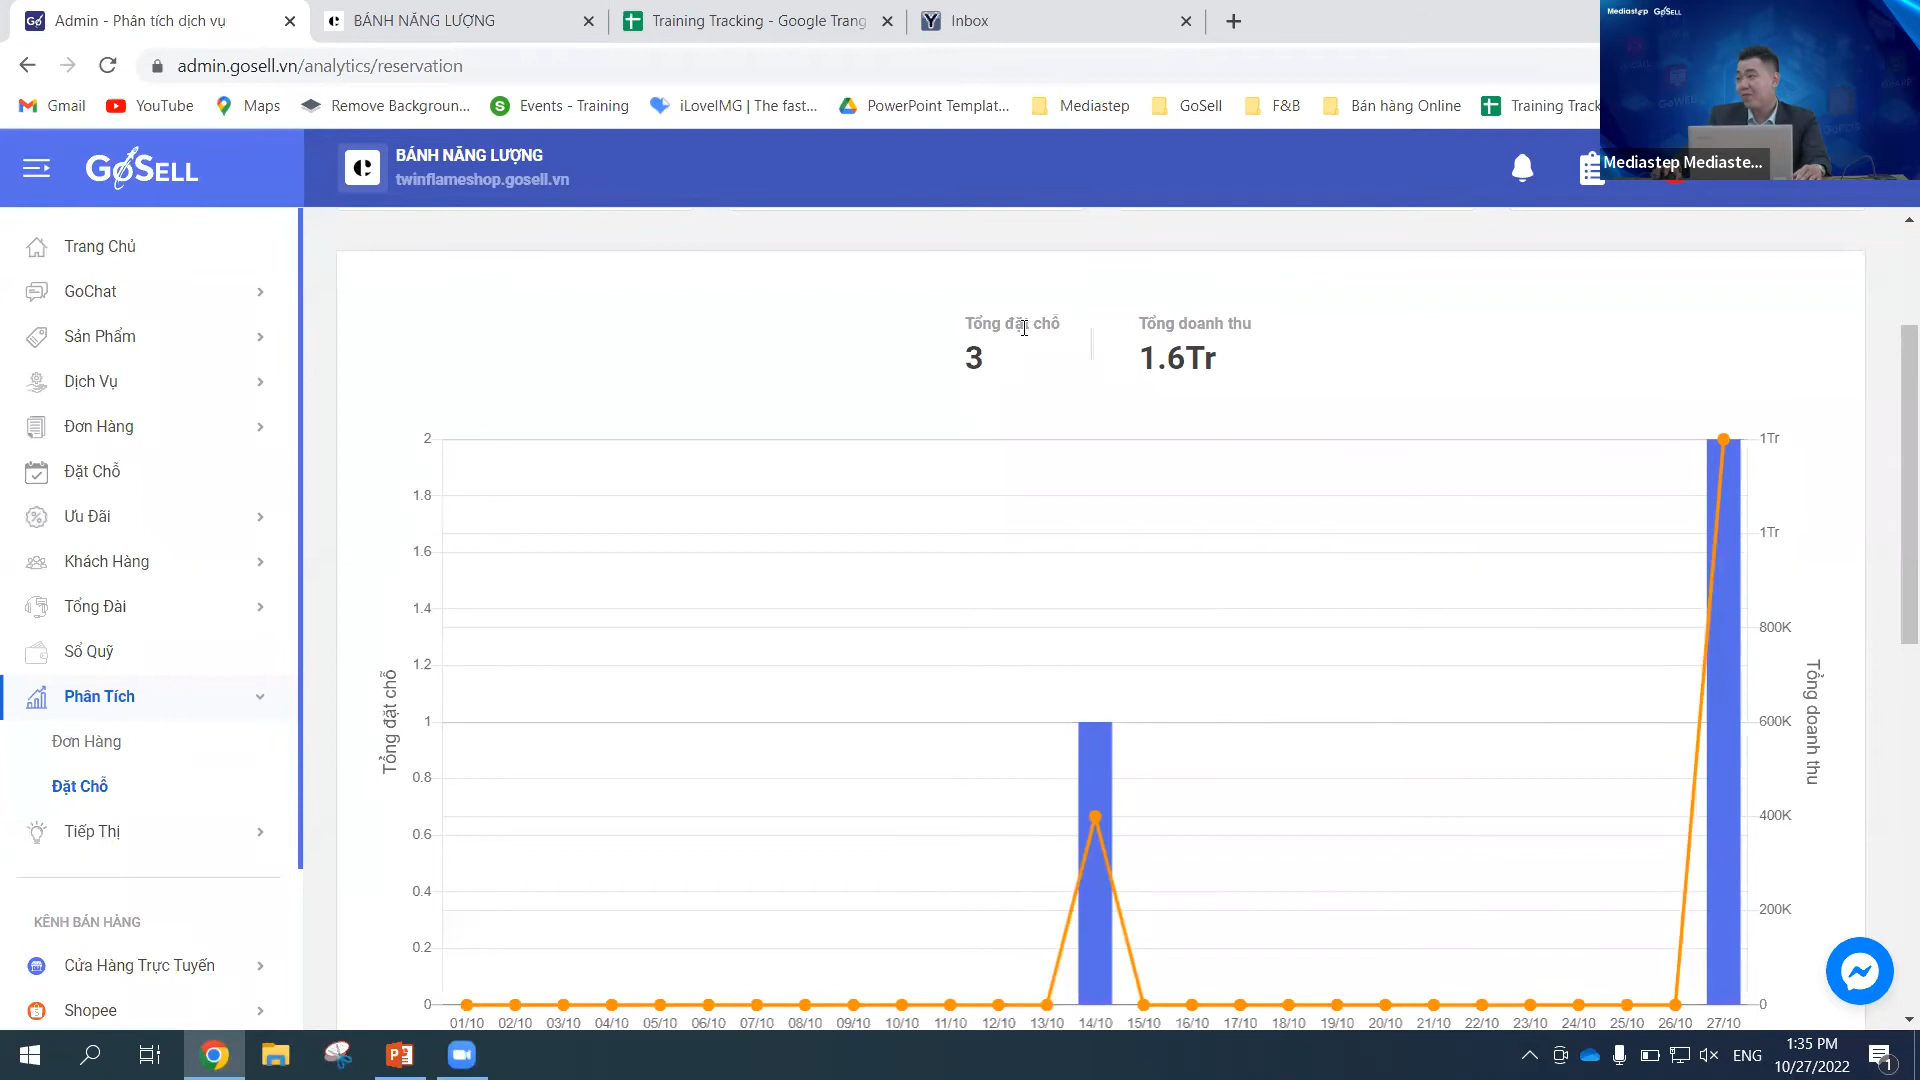 Admin - Phân tích dịch vụ
BÁNH NĂNG LƯỢNG
Training Tracking - Google Trang
Inbox
Mediastep GoSELL
admin.gosell.vn/analytics/reservation
Gmail
YouTube
Maps
Remove Backgroun...
Events - Training
iLoveIMG | The fast...
PowerPoint Templat...
Mediastep
GoSell
F&B
Bán hàng Online
Training Track
GoSELL
BÁNH NĂNG LƯỢNG
twinflameshop.gosell.vn
Mediastep Mediaste...
Trang Chủ
GoChat
Sản Phẩm
Dịch Vụ
Đơn Hàng
Đặt Chỗ
Ưu Đãi
Khách Hàng
Tổng Đài
Sổ Quỹ
Phân Tích
Đơn Hàng
Đặt Chỗ
Tiếp Thị
KÊNH BÁN HÀNG
Cửa Hàng Trực Tuyến
Shopee
Tổng đặt chỗ
3
Tổng doanh thu
1.6Tr
Tổng đặt chỗ
2
1.8
1.6
1.4
1.2
1
0.8
0.6
0.4
0.2
0
1Tr
1Tr
800K
600K
400K
200K
0
Tổng doanh thu
01/10 02/10 03/10 04/10 05/10 06/10 07/10 08/10 09/10 10/10 11/10 12/10 13/10 14/10 15/10 16/10 17/10 18/10 19/10 20/10 21/10 22/10 23/10 24/10 25/10 26/10 27/10
ENG
1:35 PM
10/27/2022
1